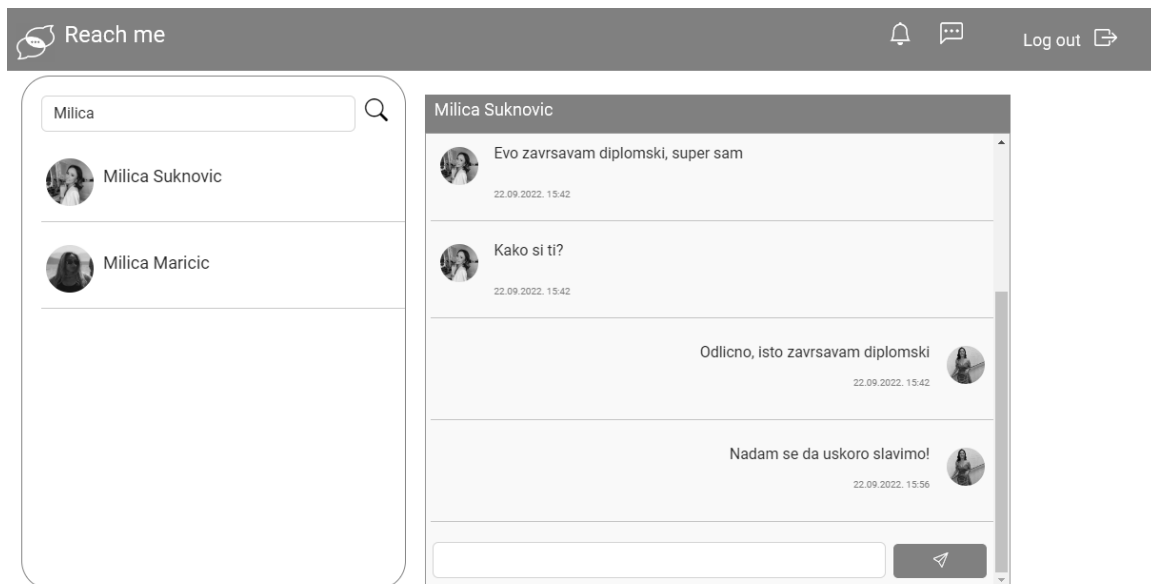 Reach me
Log out
Milica
Milica Suknovic
Milica Maricic
Milica Suknovic
Evo zavrsavam diplomski, super sam
22.09.2022. 15:42
Kako si ti?
22.09.2022. 15:42
Odlicno, isto zavrsavam diplomski
22.09.2022. 15:42
Nadam se da uskoro slavimo!
22.09.2022. 15:56